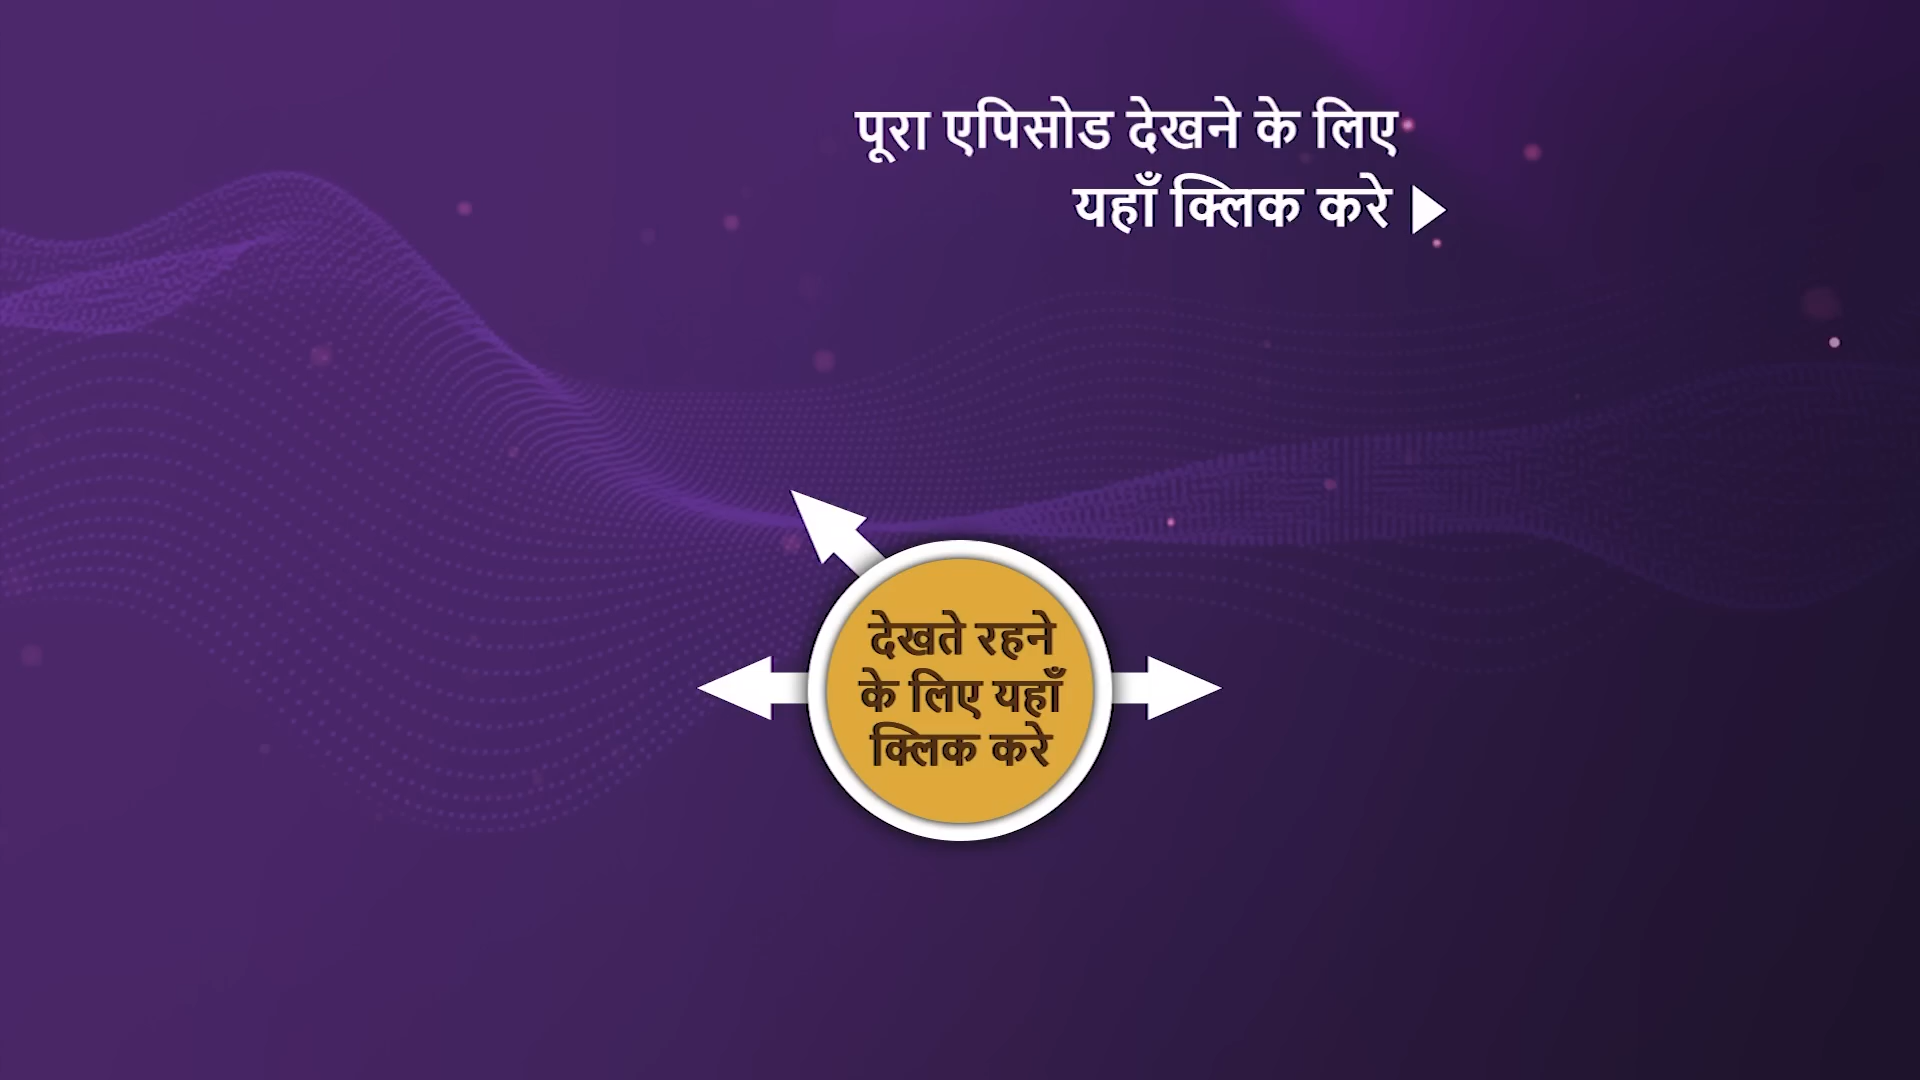 पूरा एपिसोड देखने के लिए
यहाँ क्लिक करे
देखते रहने
के लिए यहाँ
क्लिक करे